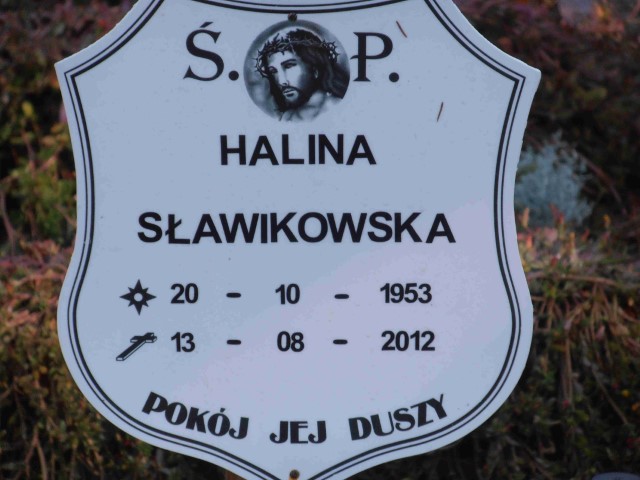 Ś. P.
HALINA
SŁAWIKOWSKA
20 - 10 - 1953
13 - 08 - 2012
POKÓJ JEJ DUSZY